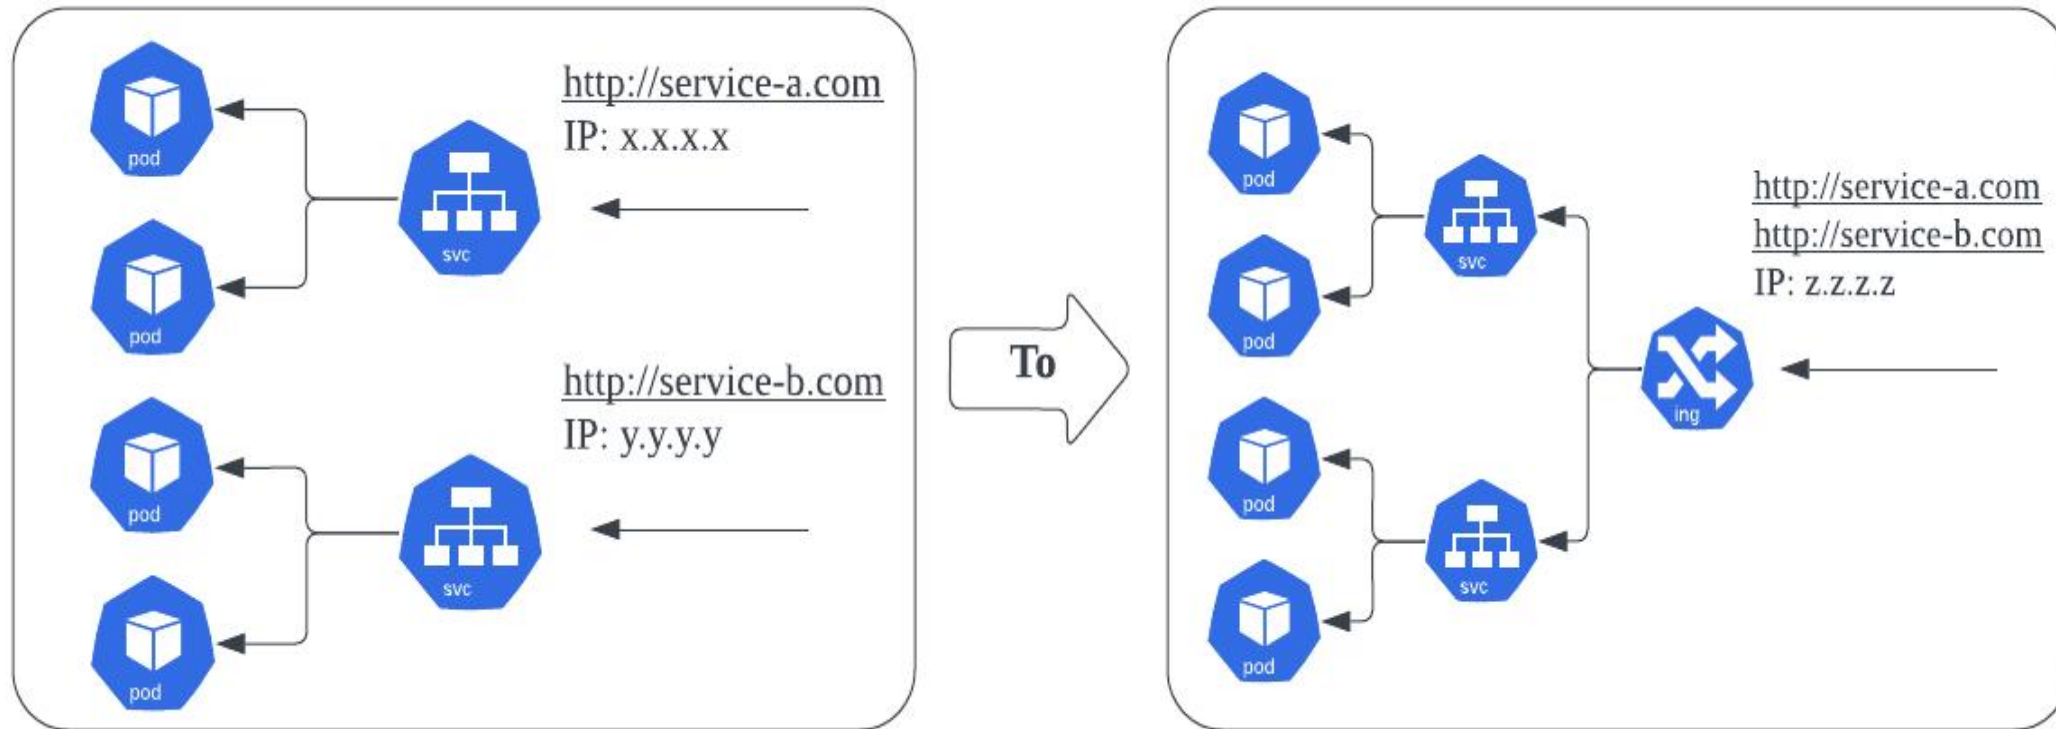 pod
http://service-a.com
IP: x.x.x.x
svc
pod
http://service-b.com
IP: y.y.y.y
pod
svc
pod
To
pod
http://service-a.com
http://service-b.com
IP: z.z.z.z
svc
pod
ing
pod
svc
pod